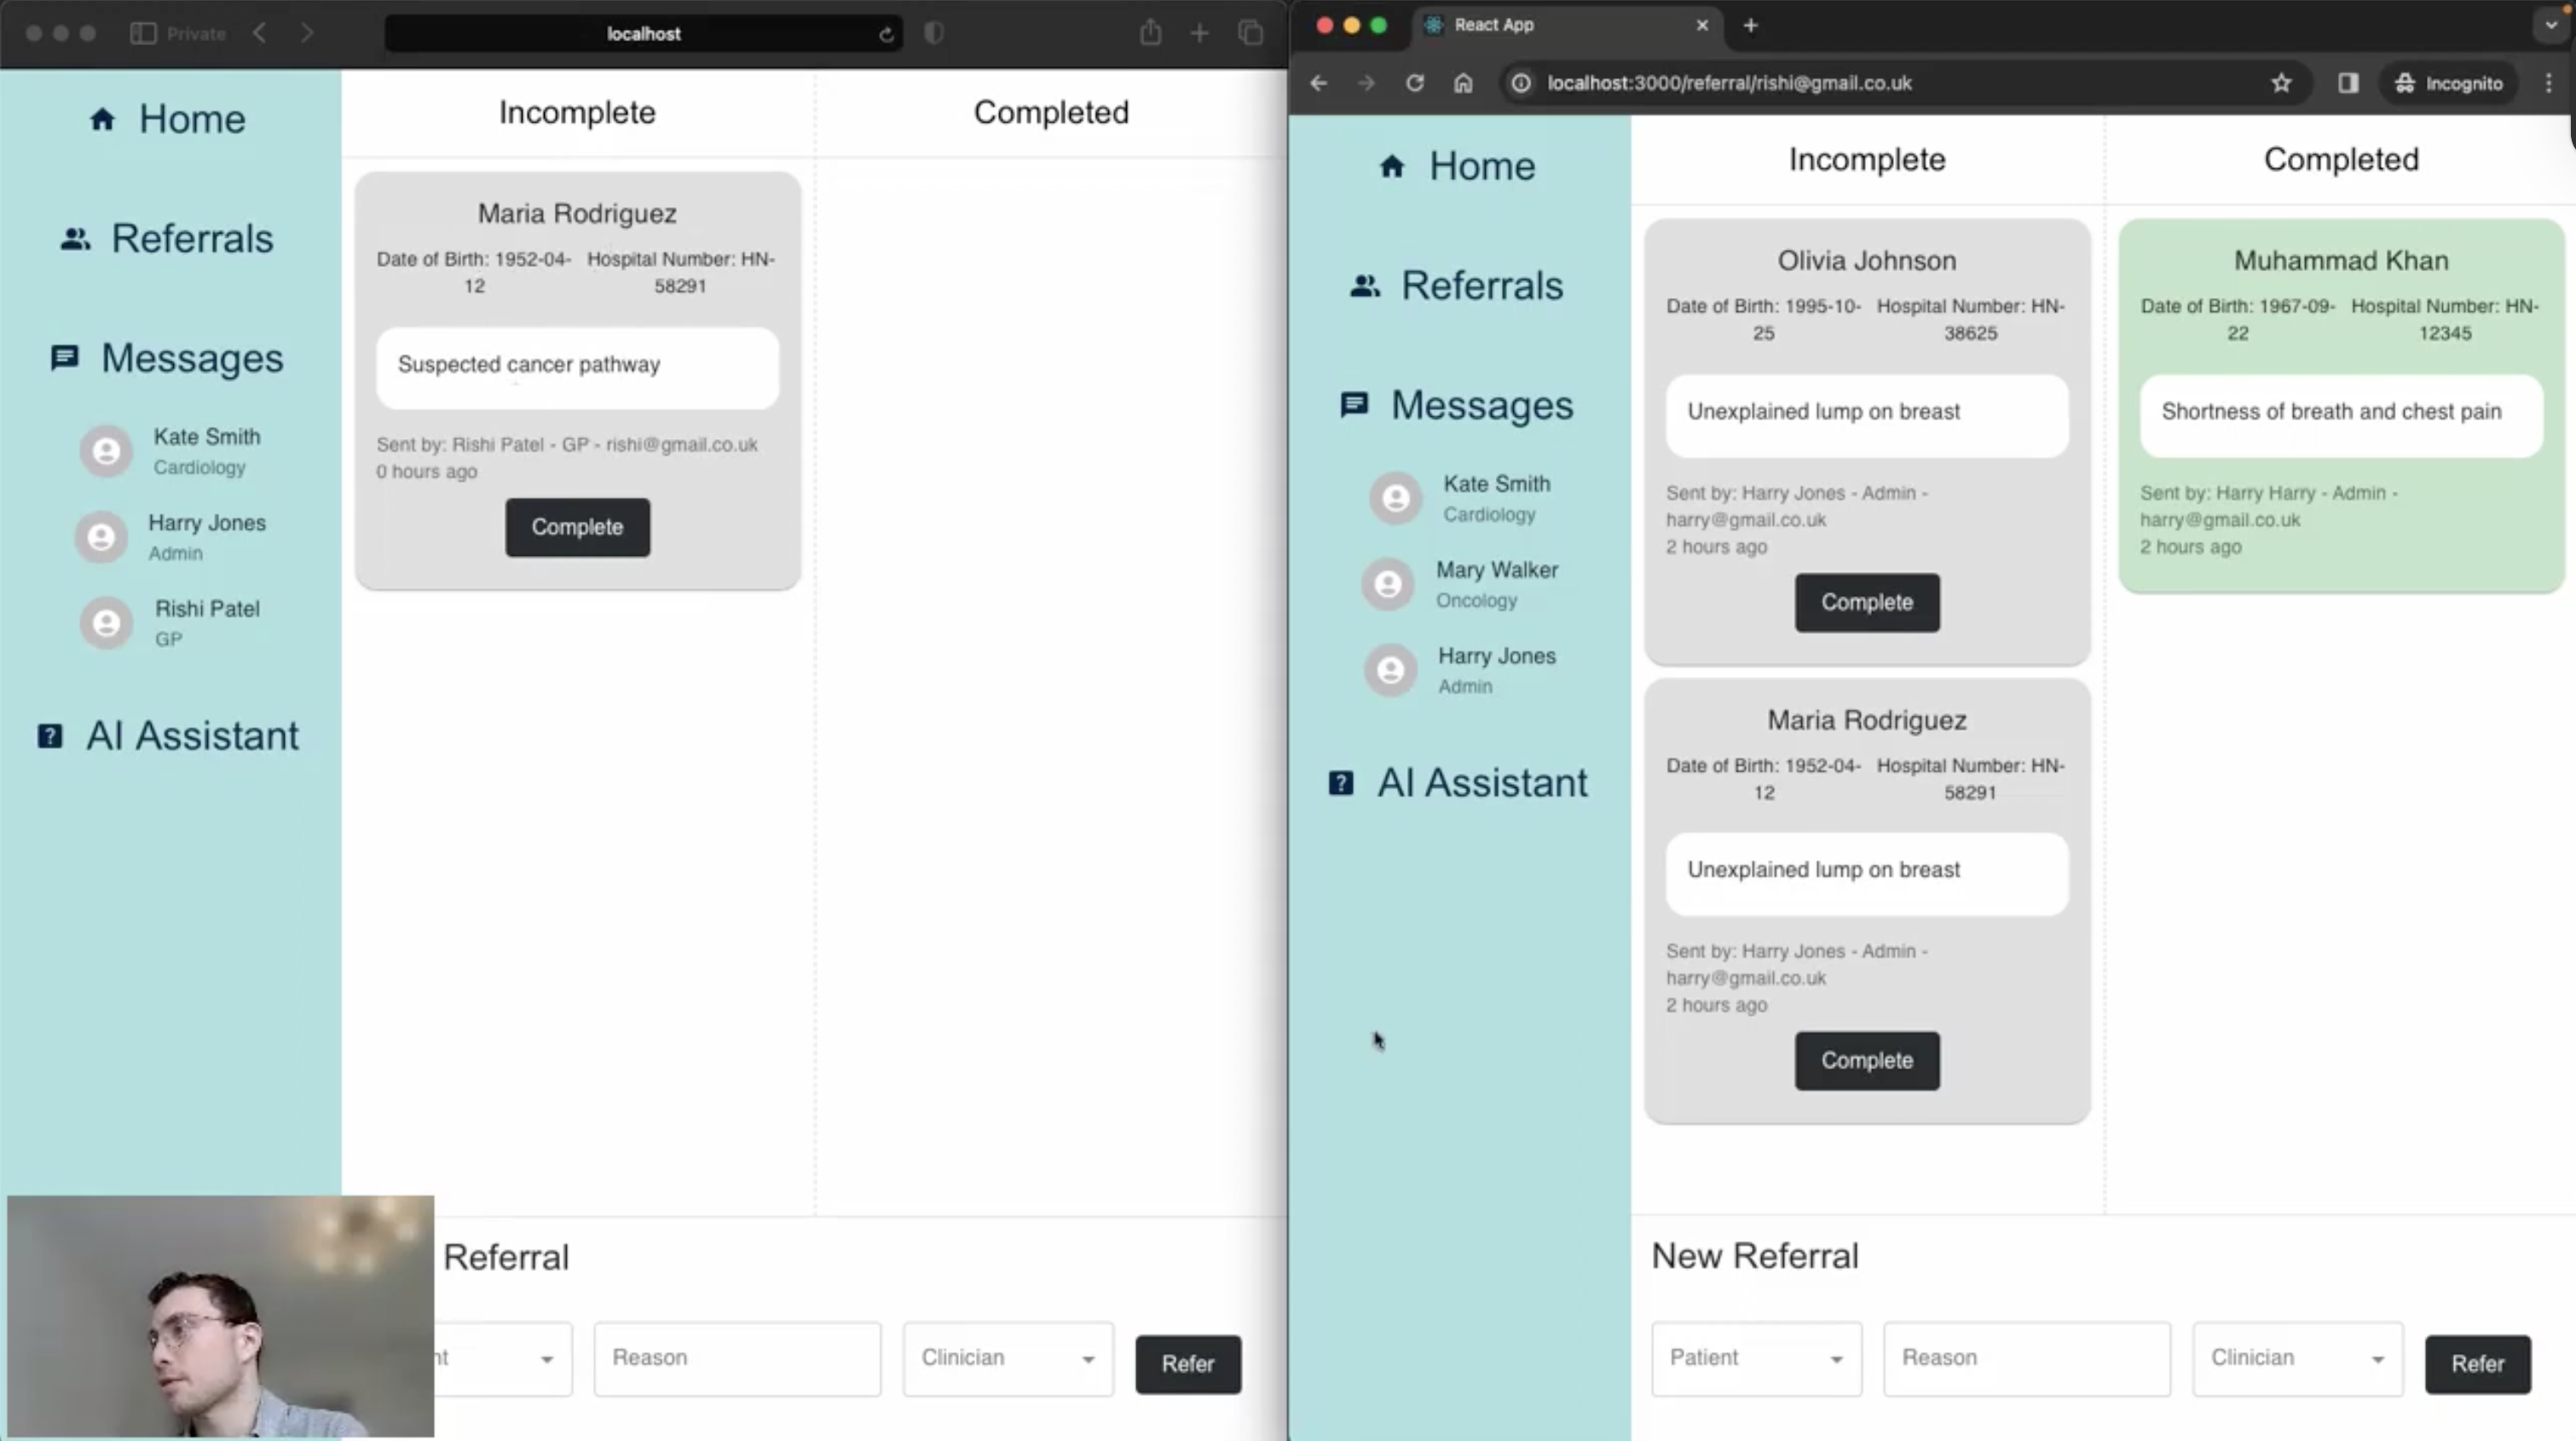 Private
localhost
Home
Referrals
Messages
Kate Smith
Cardiology
Harry Jones
Admin
Rishi Patel
GP
AI Assistant
Incomplete
Completed
Maria Rodriguez
Date of Birth: 1952-04-
12
Hospital Number: HN-
58291
Suspected cancer pathway
Sent by: Rishi Patel - GP - rishi@gmail.co.uk
0 hours ago
Complete
Referral
nt
Reason
Clinician
Refer
React App
localhost:3000/referral/rishi@gmail.co.uk
Incognito
Home
Referrals
Messages
Kate Smith
Cardiology
Mary Walker
Oncology
Harry Jones
Admin
? AI Assistant
Incomplete
Completed
Olivia Johnson
Date of Birth: 1995-10-
25
Hospital Number: HN-
38625
Unexplained lump on breast
Sent by: Harry Jones - Admin -
harry@gmail.co.uk
2 hours ago
Complete
Maria Rodriguez
Date of Birth: 1952-04-
12
Hospital Number: HN-
58291
Unexplained lump on breast
Sent by: Harry Jones - Admin -
harry@gmail.co.uk
2 hours ago
Complete
Muhammad Khan
Date of Birth: 1967-09-
22
Hospital Number: HN-
12345
Shortness of breath and chest pain
Sent by: Harry Harry - Admin -
harry@gmail.co.uk
2 hours ago
New Referral
Patient
Reason
Clinician
Refer